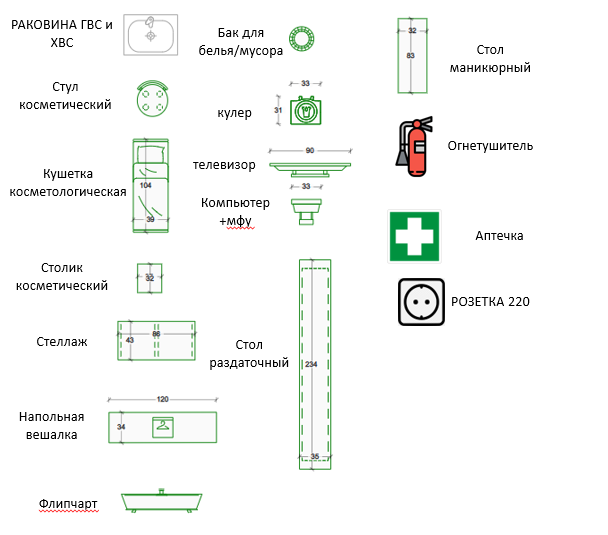 РАКОВИНА ГВС и
ХВС
Стул
косметический
104
39
Кушетка
косметологическая
32
Столик
косметический
86
43
Стеллаж
120
34
Напольная
вешалка
Флипчарт
Бак для
белья/мусора
33
31
кулер
90
телевизор
33
Компьютер
+мфу
234
35
Стол
раздаточный
32
83
Стол
маникюрный
Огнетушитель
Аптечка
РОЗЕТКА 220